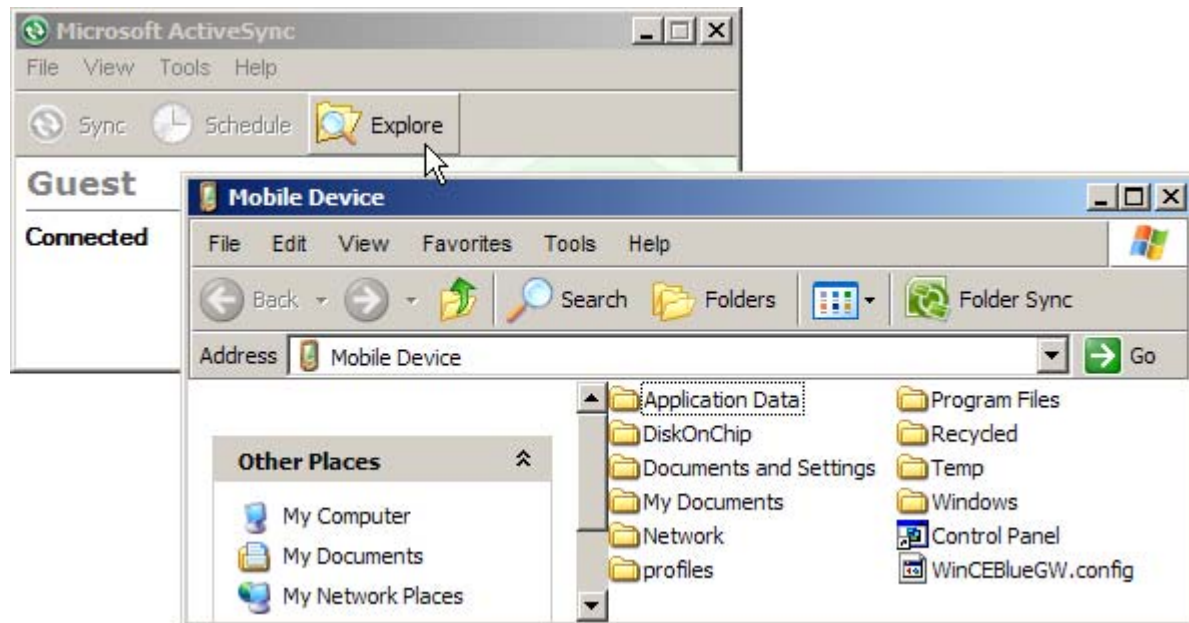 Microsoft ActiveSync
File View Tools Help
Sync Schedule Explore
Guest
Connected
Mobile Device
File Edit View Favorites Tools Help
Back Search Folders Folder Sync
Address Mobile Device Go
Other Places
My Computer
My Documents
My Network Places
Application Data
DiskOnChip
Documents and Settings
My Documents
Network
profiles
Program Files
Recycled
Temp
Windows
Control Panel
WinCEBlueGW.config